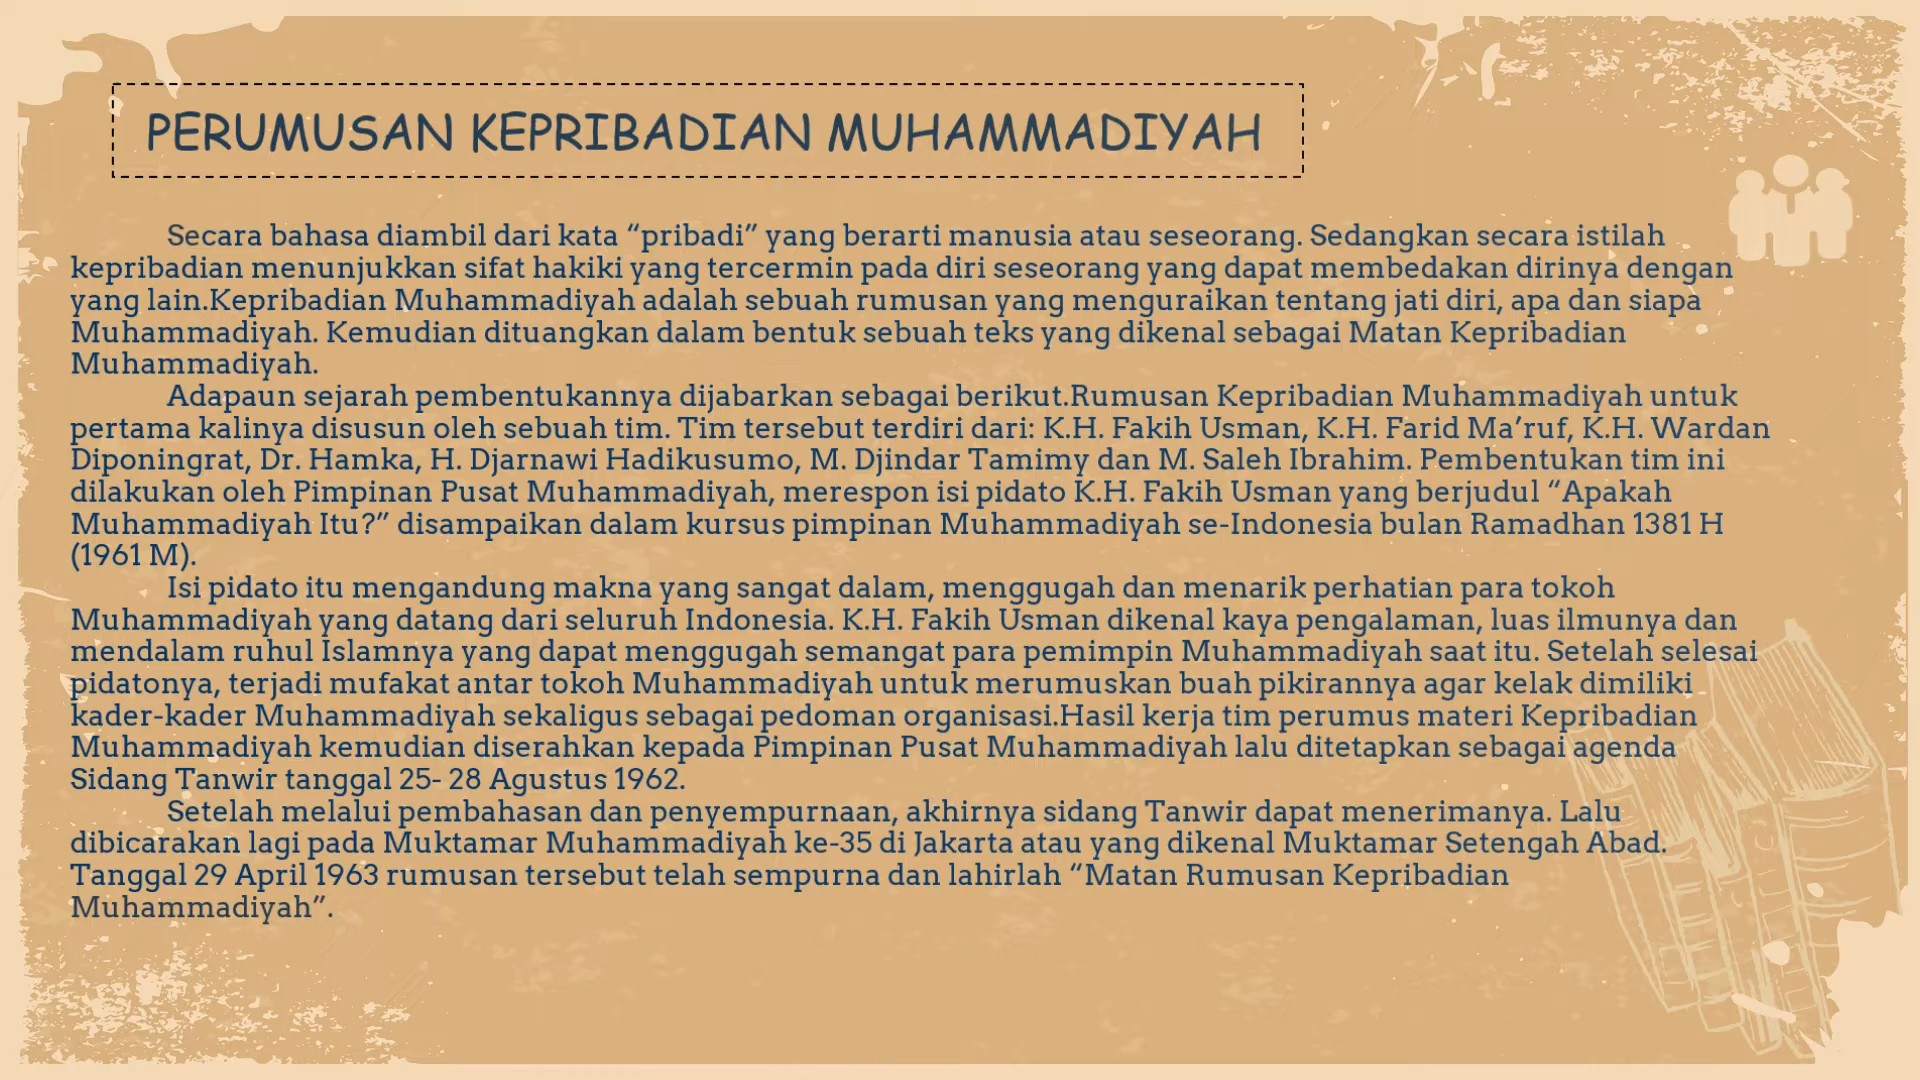 PERUMUSAN KEPRIBADIAN MUHAMMADIYAH
Secara bahasa diambil dari kata “pribadi” yang berarti manusia atau seseorang. Sedangkan secara istilah
kepribadian menunjukkan sifat hakiki yang tercermin pada diri seseorang yang dapat membedakan dirinya dengan
yang lain.Kepribadian Muhammadiyah adalah sebuah rumusan yang menguraikan tentang jati diri, apa dan siapa
Muhammadiyah. Kemudian dituangkan dalam bentuk sebuah teks yang dikenal sebagai Matan Kepribadian
Muhammadiyah.
Adapaun sejarah pembentukannya dijabarkan sebagai berikut.Rumusan Kepribadian Muhammadiyah untuk
pertama kalinya disusun oleh sebuah tim. Tim tersebut terdiri dari: K.H. Fakih Usman, K.H. Farid Ma’ruf, K.H. Wardan
Diponingrat, Dr. Hamka, H. Djarnawi Hadikusumo, M. Djindar Tamimy dan M. Saleh Ibrahim. Pembentukan tim ini
dilakukan oleh Pimpinan Pusat Muhammadiyah, merespon isi pidato K.H. Fakih Usman yang berjudul “Apakah
Muhammadiyah Itu?” disampaikan dalam kursus pimpinan Muhammadiyah se-Indonesia bulan Ramadhan 1381 H
(1961 M).
Isi pidato itu mengandung makna yang sangat dalam, menggugah dan menarik perhatian para tokoh
Muhammadiyah yang datang dari seluruh Indonesia. K.H. Fakih Usman dikenal kaya pengalaman, luas ilmunya dan
mendalam ruhul Islamnya yang dapat menggugah semangat para pemimpin Muhammadiyah saat itu. Setelah selesai
pidatonya, terjadi mufakat antar tokoh Muhammadiyah untuk merumuskan buah pikirannya agar kelak dimiliki
kader-kader Muhammadiyah sekaligus sebagai pedoman organisasi.Hasil kerja tim perumus materi Kepribadian
Muhammadiyah kemudian diserahkan kepada Pimpinan Pusat Muhammadiyah lalu ditetapkan sebagai agenda
Sidang Tanwir tanggal 25- 28 Agustus 1962.
Setelah melalui pembahasan dan penyempurnaan, akhirnya sidang Tanwir dapat menerimanya. Lalu
dibicarakan lagi pada Muktamar Muhammadiyah ke-35 di Jakarta atau yang dikenal Muktamar Setengah Abad.
Tanggal 29 April 1963 rumusan tersebut telah sempurna dan lahirlah “Matan Rumusan Kepribadian
Muhammadiyah”.